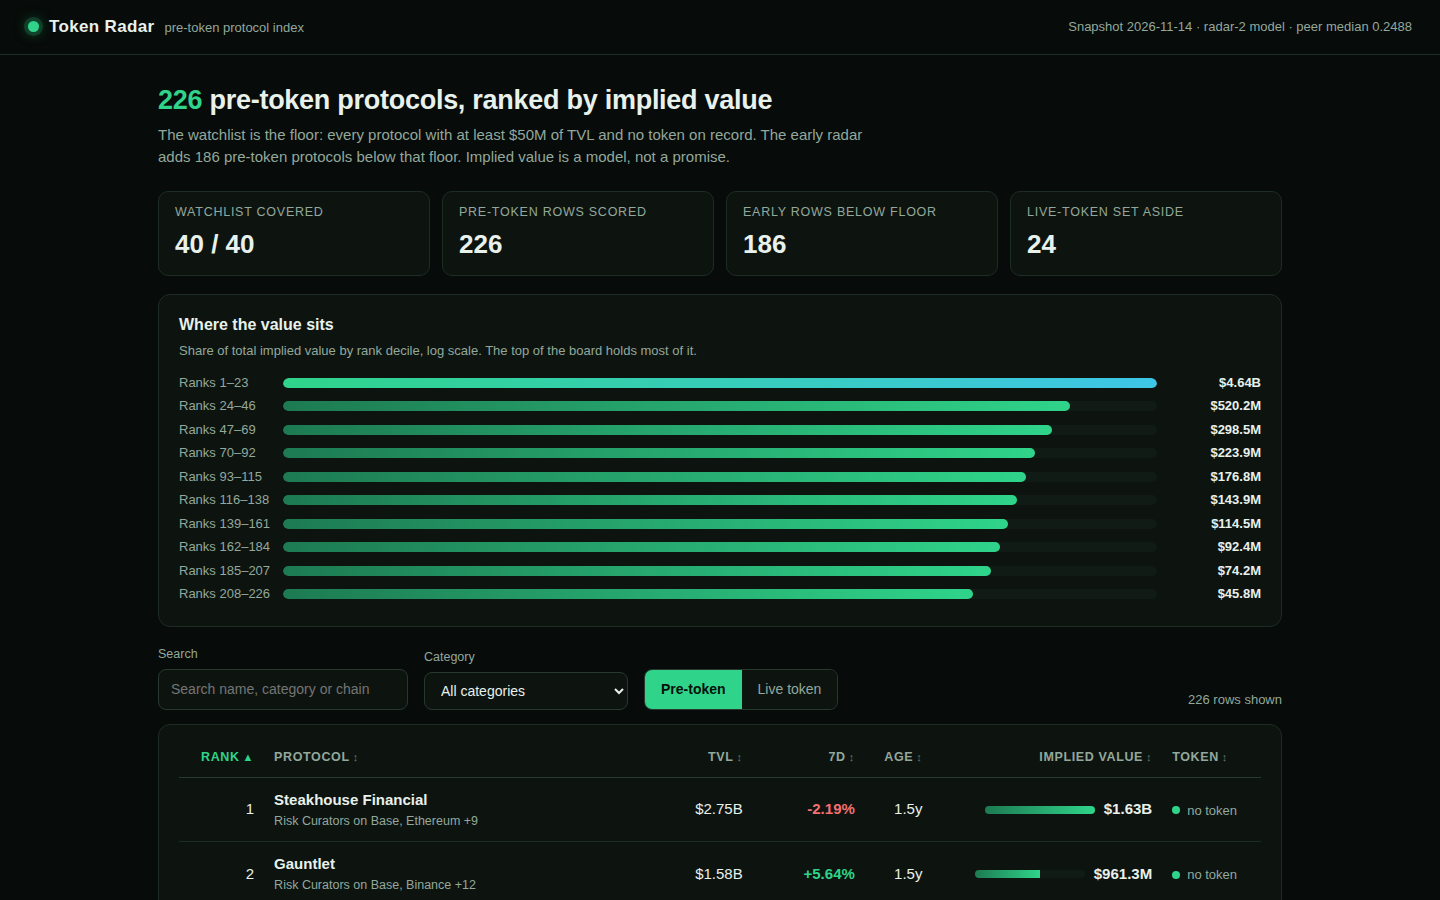 Token Radar pre-token protocol index
Snapshot 2026-11-14 · radar-2 model · peer median 0.2488
226 pre-token protocols, ranked by implied value
The watchlist is the floor: every protocol with at least $50M of TVL and no token on record. The early radar
adds 186 pre-token protocols below that floor. Implied value is a model, not a promise.
WATCHLIST COVERED
40 / 40
PRE-TOKEN ROWS SCORED
226
EARLY ROWS BELOW FLOOR
186
LIVE-TOKEN SET ASIDE
24
Where the value sits
Share of total implied value by rank decile, log scale. The top of the board holds most of it.
Ranks 1–23 $4.64B
Ranks 24–46 $520.2M
Ranks 47–69 $298.5M
Ranks 70–92 $223.9M
Ranks 93–115 $176.8M
Ranks 116–138 $143.9M
Ranks 139–161 $114.5M
Ranks 162–184 $92.4M
Ranks 185–207 $74.2M
Ranks 208–226 $45.8M
Search
Search name, category or chain
Category
All categories
Pre-token Live token
226 rows shown
RANK ▲ PROTOCOL ↕ TVL ↕ 7D ↕ AGE ↕ IMPLIED VALUE ↕ TOKEN ↕
1 Steakhouse Financial $2.75B -2.19% 1.5y $1.63B no token
Risk Curators on Base, Ethereum +9
2 Gauntlet $1.58B +5.64% 1.5y $961.3M no token
Risk Curators on Base, Binance +12